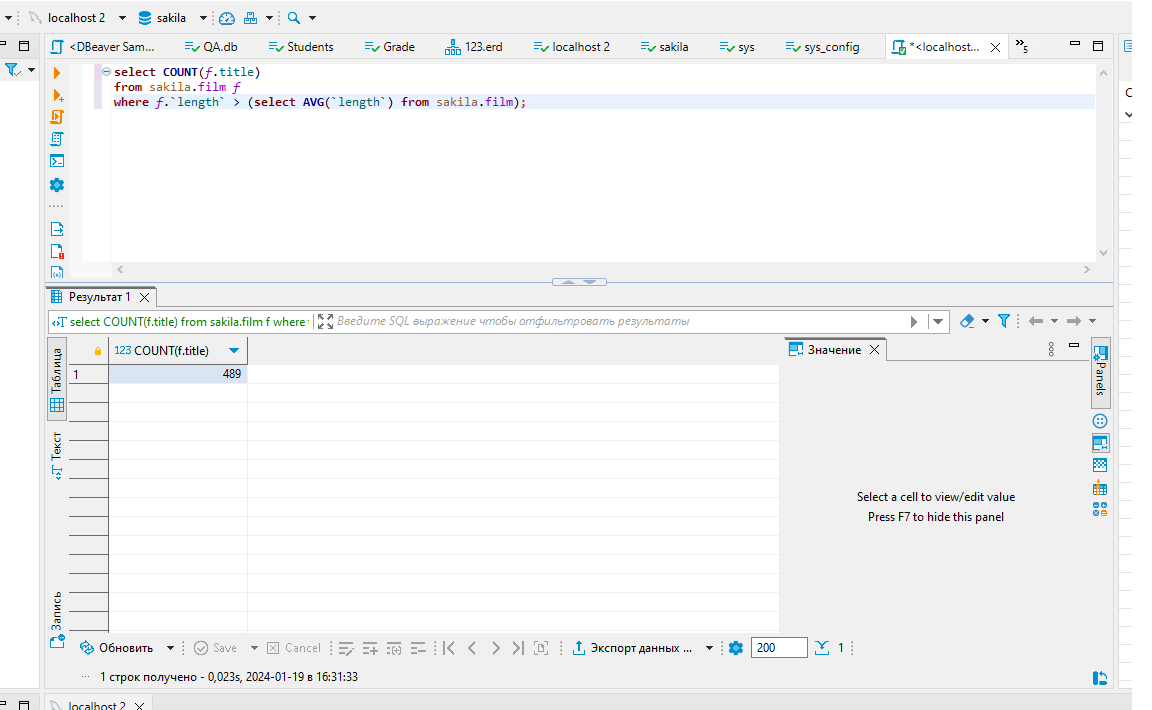 localhost 2 sakila
<DBeaver Sam... QA.db Students Grade 123.erd localhost 2 sakila sys sys_config *<localhost... »5
select COUNT(f.title)
from sakila.film f
where f.`length` > (select AVG(`length`) from sakila.film);
Результат 1
select COUNT(f.title) from sakila.film f where Введите SQL выражение чтобы отфильтровать результаты
Таблица
Текст
Запись
123 COUNT(f.title)
1 489
Значение
Panels
Select a cell to view/edit value
Press F7 to hide this panel
Обновить Save Cancel Экспорт данных ... 200 1
1 строк получено - 0,023s, 2024-01-19 в 16:31:33
localhost 2